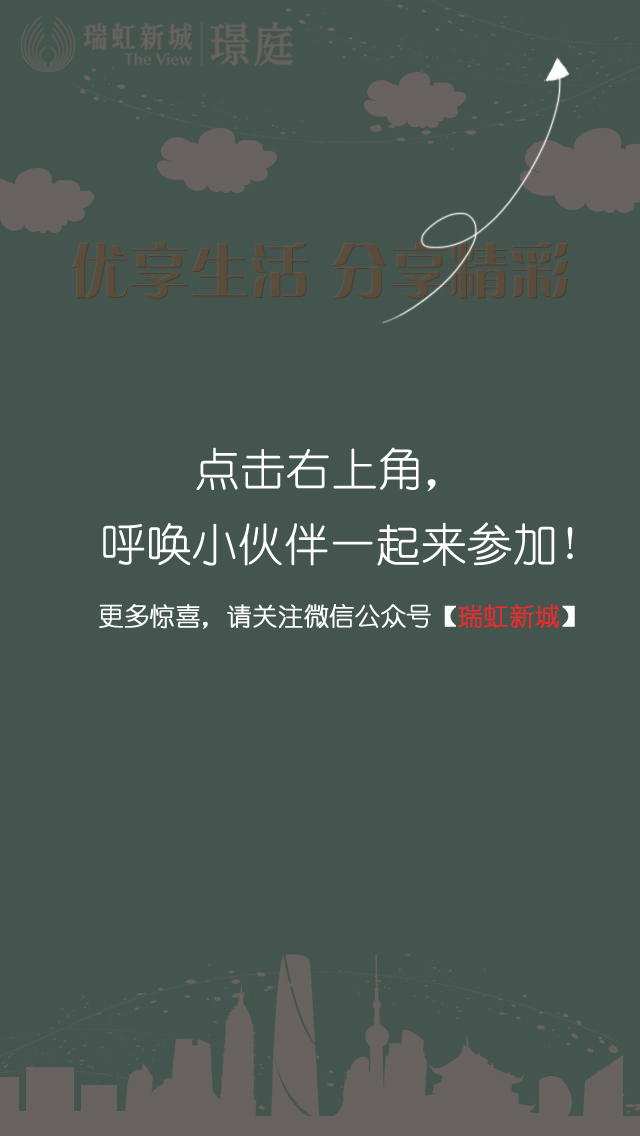 瑞虹新城 璟庭
The View
优享生活 分享精彩
点击右上角，
呼唤小伙伴一起来参加！
更多惊喜，请关注微信公众号【瑞虹新城】